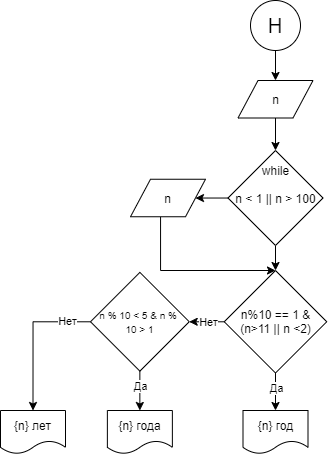 Н
n
while
n < 1 || n > 100
n
n%10 == 1 &
(n>11 || n <2)
Нет
n % 10 < 5 & n %
10 > 1
Нет
Да
Да
{n} лет
{n} года
{n} год